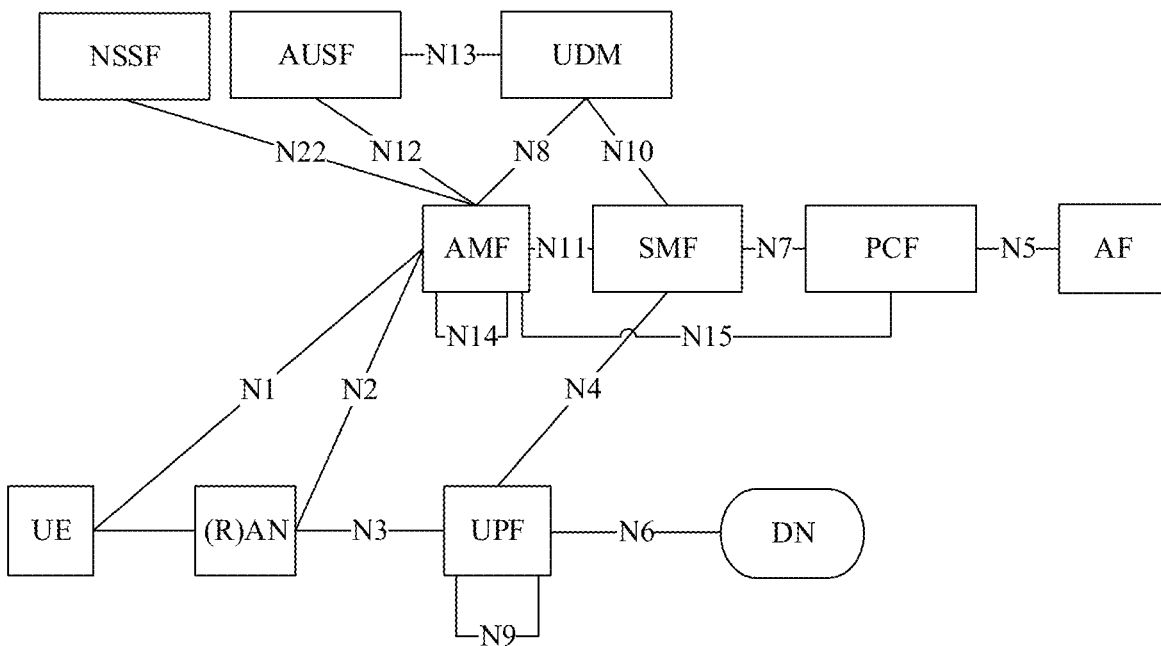 NSSF
AUSF
N13
UDM
N22
N12
N8
N10
AMF
N11
SMF
N7
PCF
N5
AF
N14
N15
N1
N2
N4
UE
(R)AN
N3
UPF
N6
DN
N9